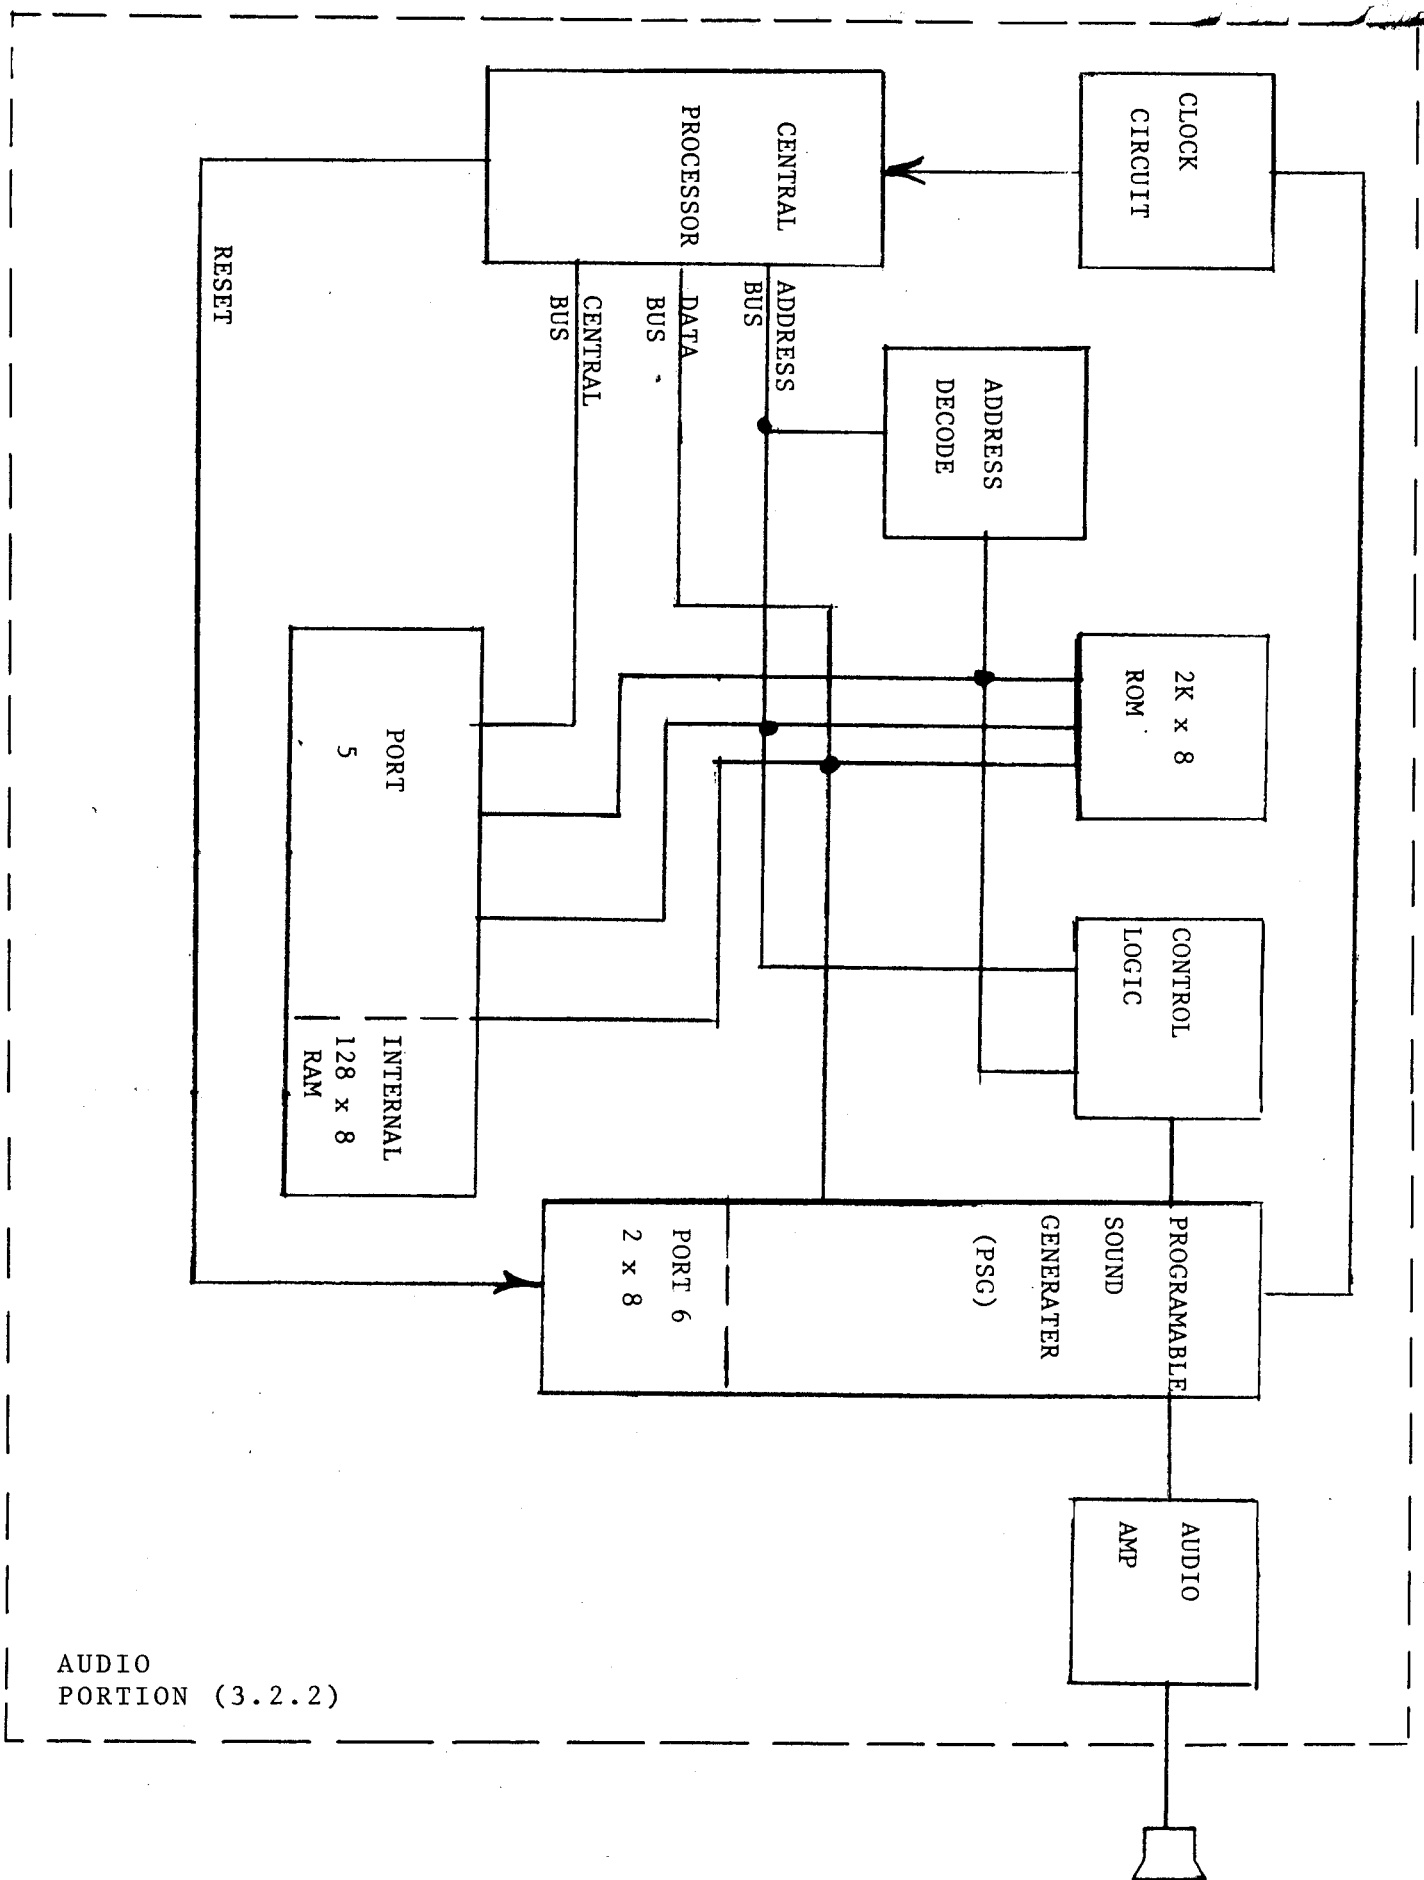 CLOCK
CIRCUIT
CENTRAL
PROCESSOR
ADDRESS
BUS
DATA
BUS
CENTRAL
BUS
RESET
ADDRESS
DECODE
2K x 8
ROM
PORT
5
INTERNAL
128 x 8
RAM
CONTROL
LOGIC
PROGRAMABLE
SOUND
GENERATER
(PSG)
PORT 6
2 x 8
AUDIO
AMP
AUDIO
PORTION (3.2.2)